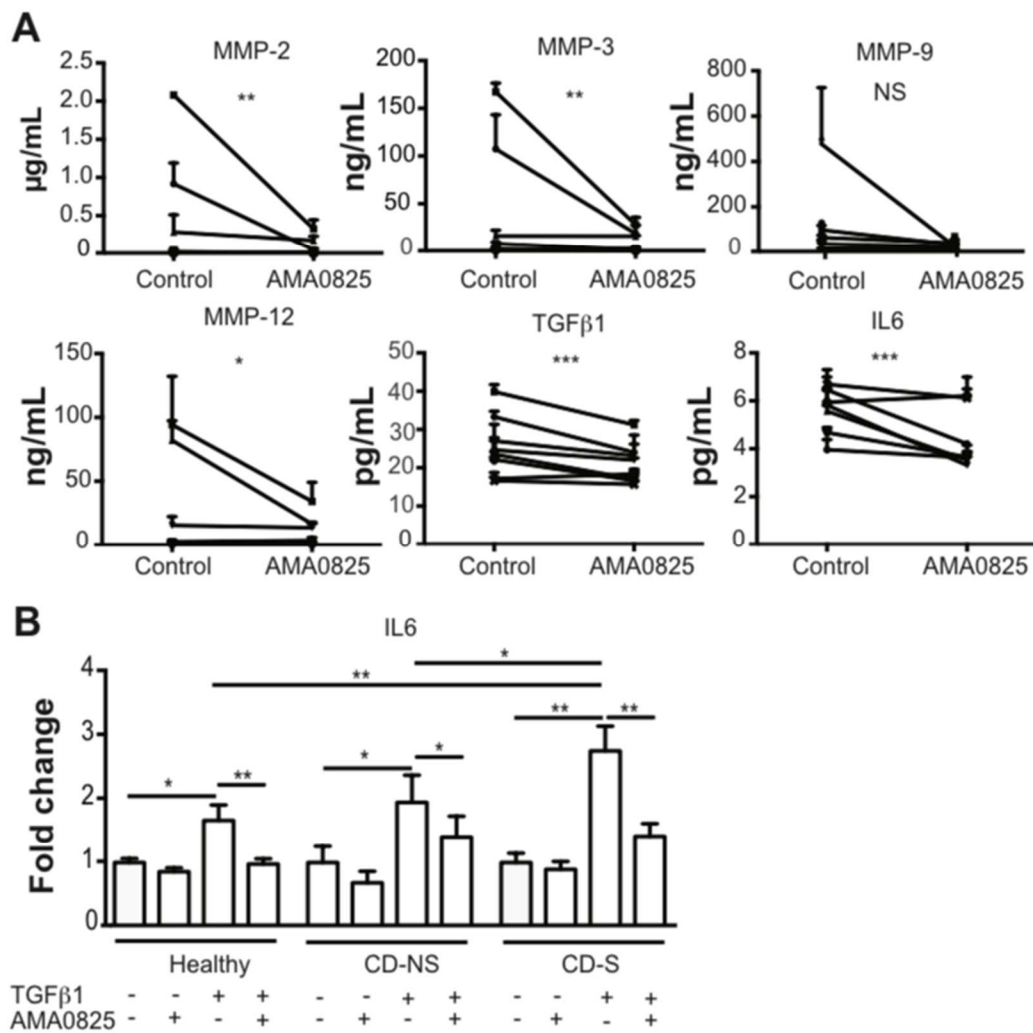 A
MMP-2
2.5
2.0
1.5
1.0
0.5
0
µg/mL
**
Control AMA0825
MMP-3
200
150
100
50
0
ng/mL
**
Control AMA0825
MMP-9
800
600
400
200
0
ng/mL
NS
Control AMA0825
MMP-12
150
100
50
0
ng/mL
*
Control AMA0825
TGFβ1
50
40
30
20
10
0
pg/mL
***
Control AMA0825
IL6
8
6
4
2
0
pg/mL
***
Control AMA0825
B
IL6
4
3
2
1
0
Fold change
*
**
** **
* *
* **
Healthy CD-NS CD-S
TGFβ1 - - + + - - + + - - + +
AMA0825 - + - + - + - + - + - +